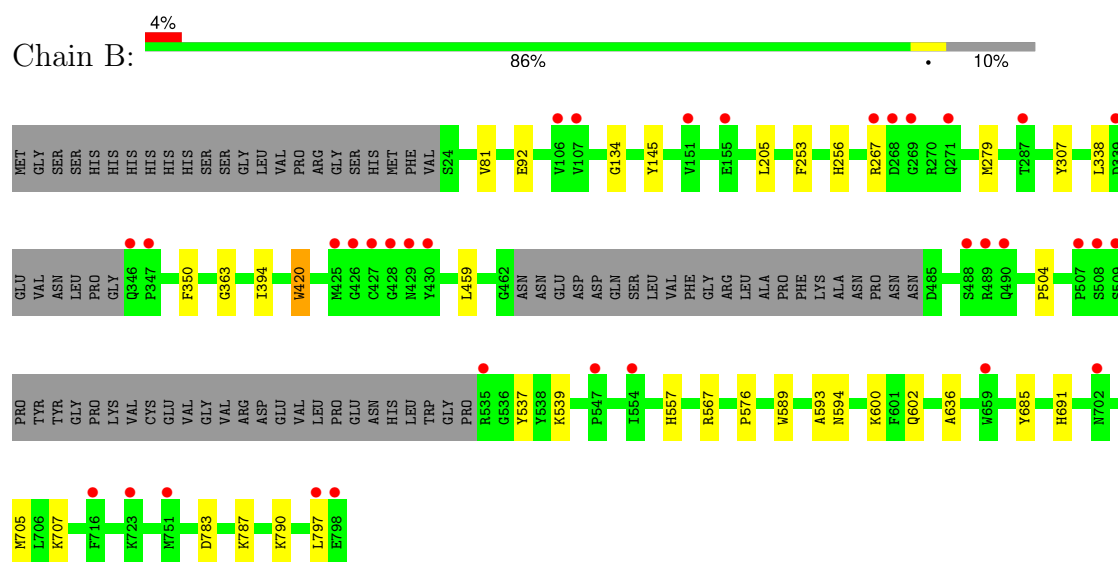 4%
Chain B:
86%
•
10%
MET GLY SER SER HIS HIS HIS HIS HIS HIS SER SER GLY LEU VAL PRO ARG GLY SER HIS MET PHE VAL S24 V81 E92 V106 V107 G134 Y145 V151 E155 L205 F253 H256 R267 D268 G269 R270 Q271 M279 T287 Y307 L338 D339
GLU VAL ASN LEU PRO GLY Q346 P347 F350 G363 I394 W420 M425 G426 C427 G428 N429 Y430 L459 G462 ASN ASN GLU ASP ASP GLN SER LEU VAL PHE GLY ARG LEU ALA PRO PHE LYS ALA ASN PRO ASN ASN D485 S488 R489 Q490 P504 P507 S508 S509
PRO TYR TYR GLY PRO LYS VAL CYS GLU VAL GLY VAL ARG ASP GLU VAL LEU PRO GLU ASN HIS LEU TRP GLY PRO R535 G536 Y537 Y538 K539 P547 I554 H557 R567 P576 W589 A593 N594 K600 F601 Q602 A636 W659 Y685 H691 N702
M705 L706 K707 F716 K723 M751 D783 K787 K790 L797 E798